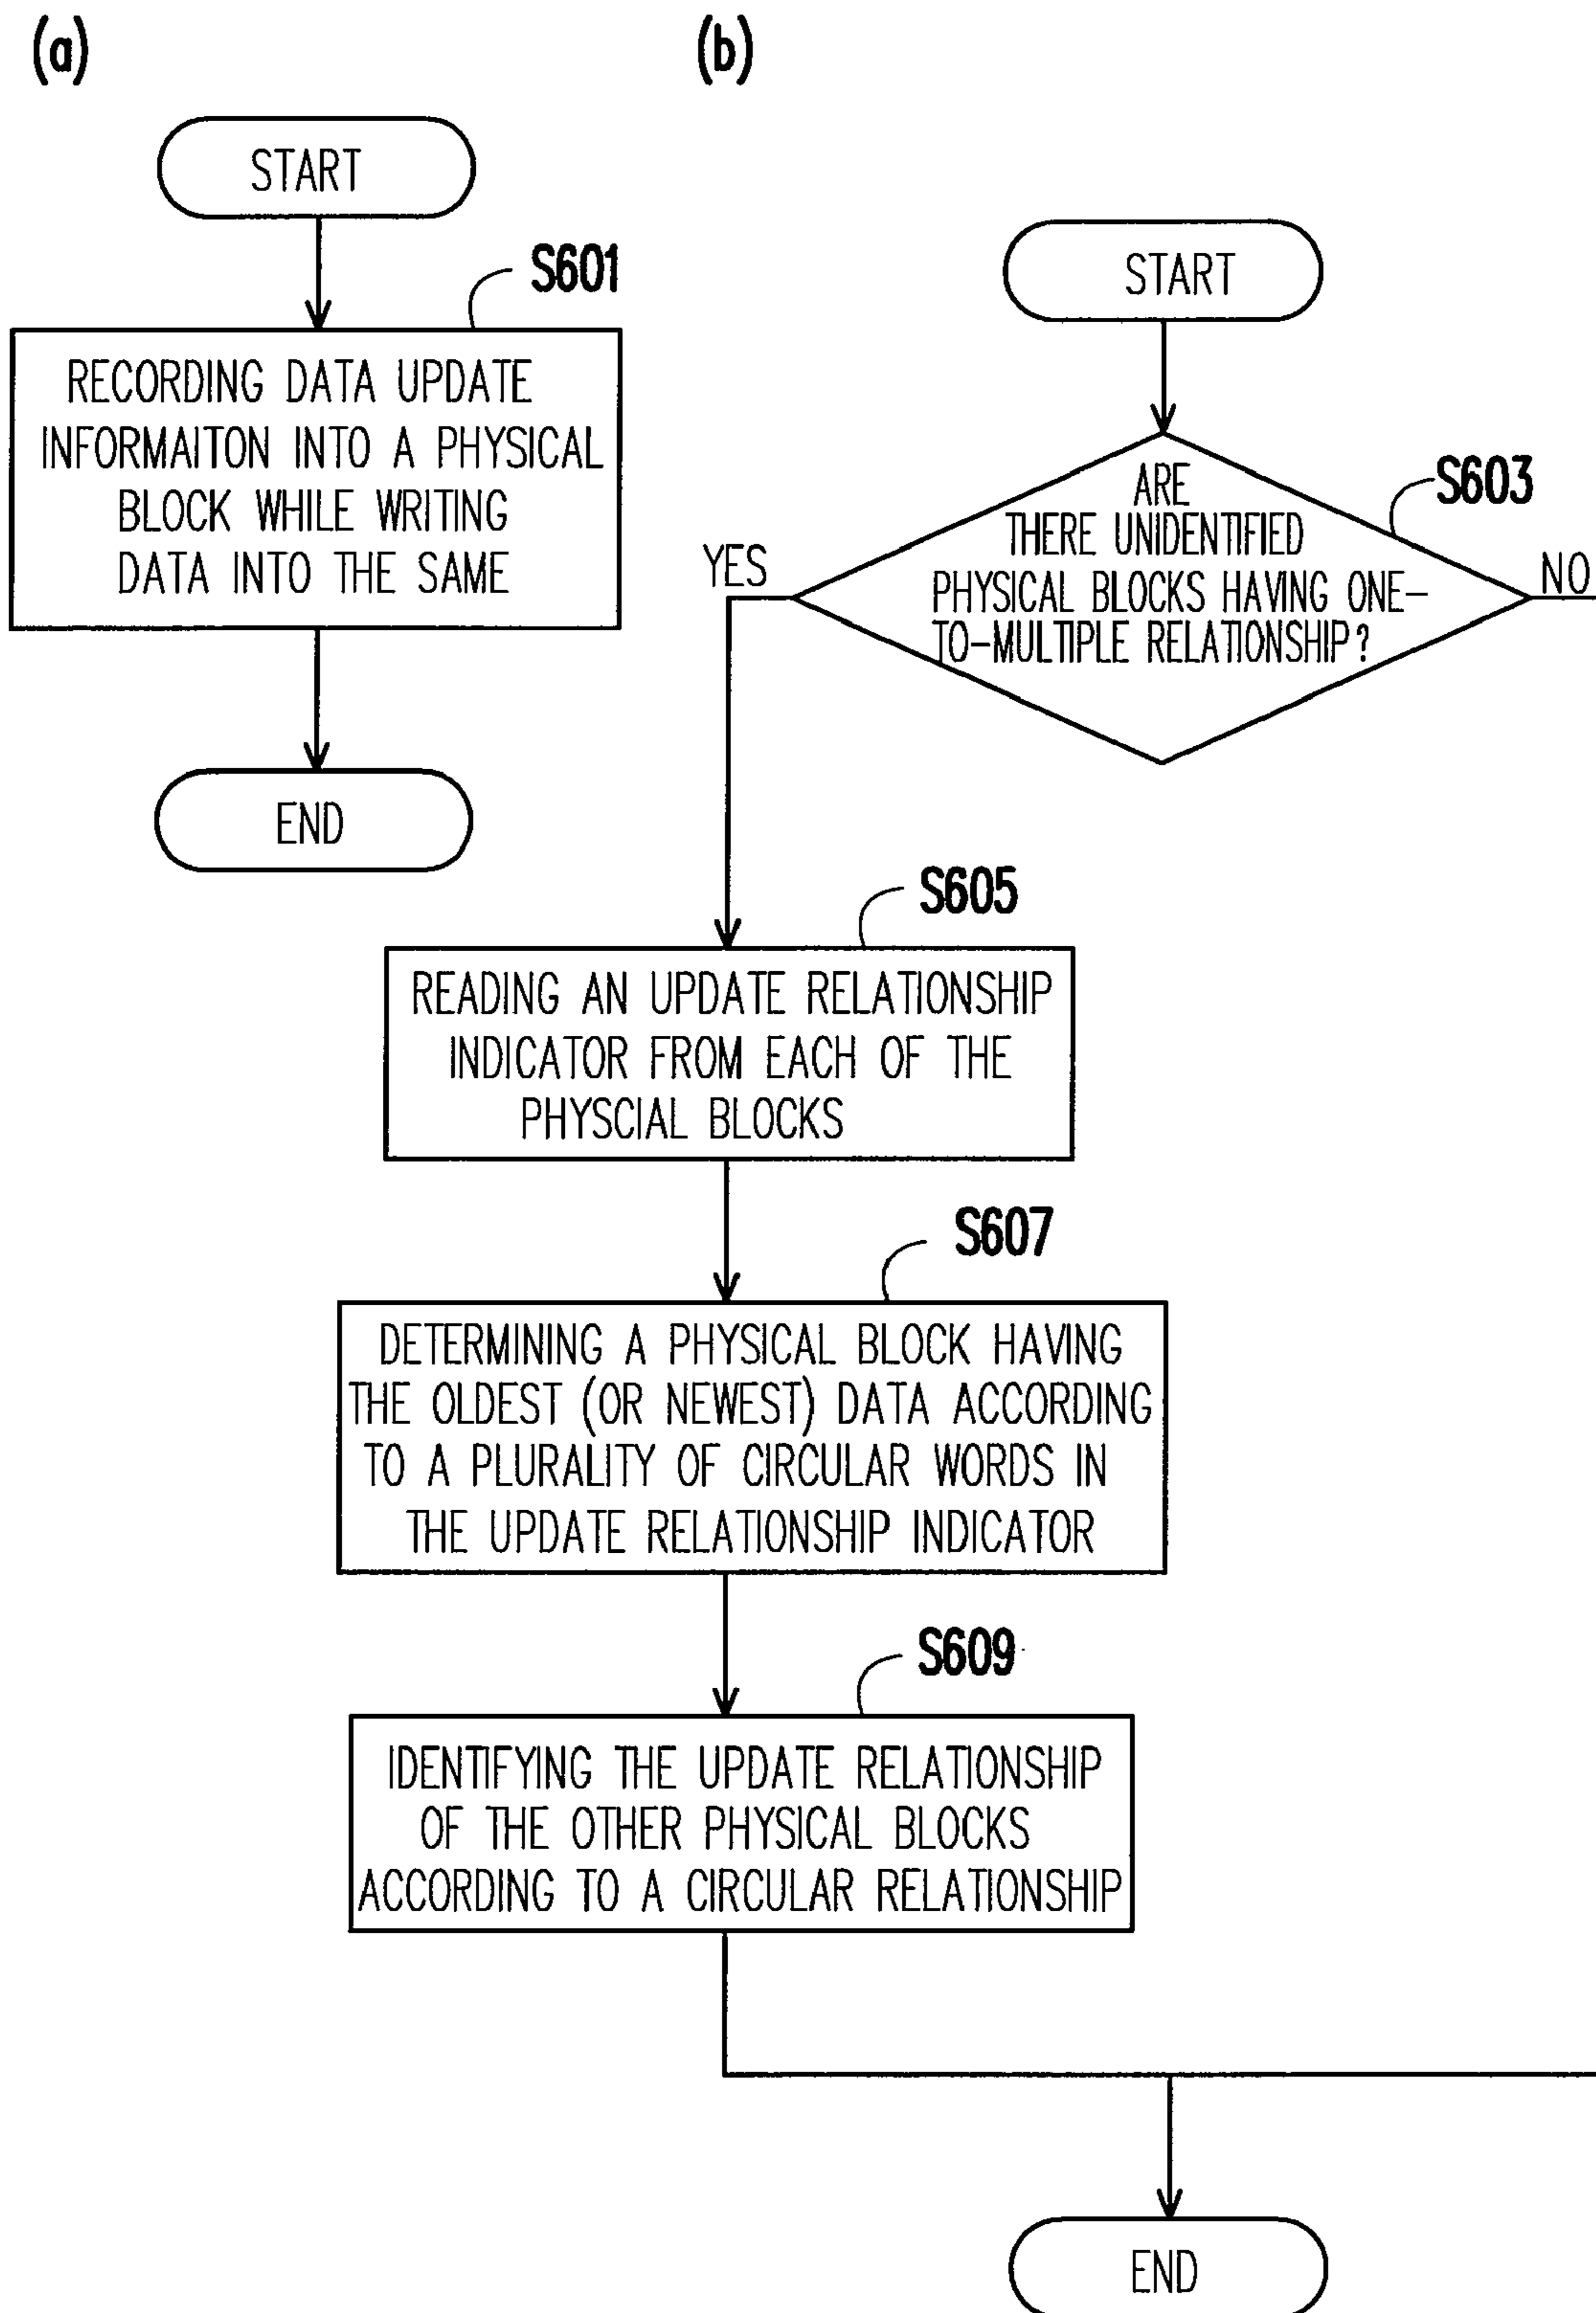 (a)
START
S601
RECORDING DATA UPDATE
INFORMAITON INTO A PHYSICAL
BLOCK WHILE WRITING
DATA INTO THE SAME
END
(b)
START
S603
ARE
THERE UNIDENTIFIED
PHYSICAL BLOCKS HAVING ONE-
TO-MULTIPLE RELATIONSHIP?
YES
NO
S605
READING AN UPDATE RELATIONSHIP
INDICATOR FROM EACH OF THE
PHYSCIAL BLOCKS
S607
DETERMINING A PHYSICAL BLOCK HAVING
THE OLDEST (OR NEWEST) DATA ACCORDING
TO A PLURALITY OF CIRCULAR WORDS IN
THE UPDATE RELATIONSHIP INDICATOR
S609
IDENTIFYING THE UPDATE RELATIONSHIP
OF THE OTHER PHYSICAL BLOCKS
ACCORDING TO A CIRCULAR RELATIONSHIP
END